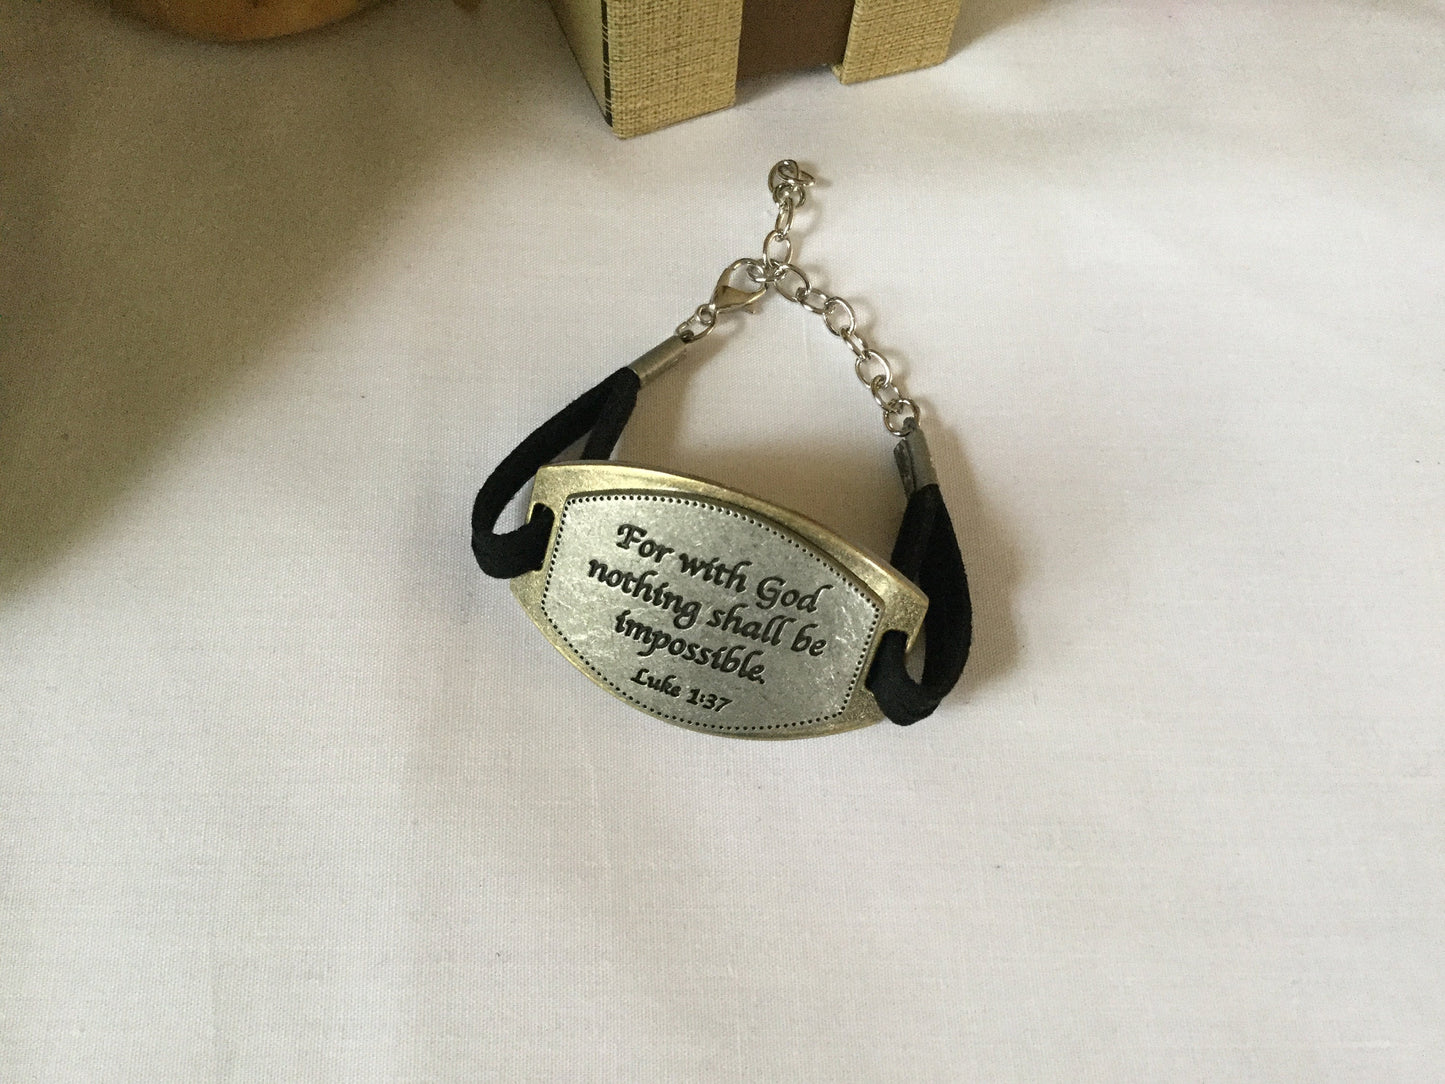 For with God
nothing shall be
impossible.
Luke 1:37